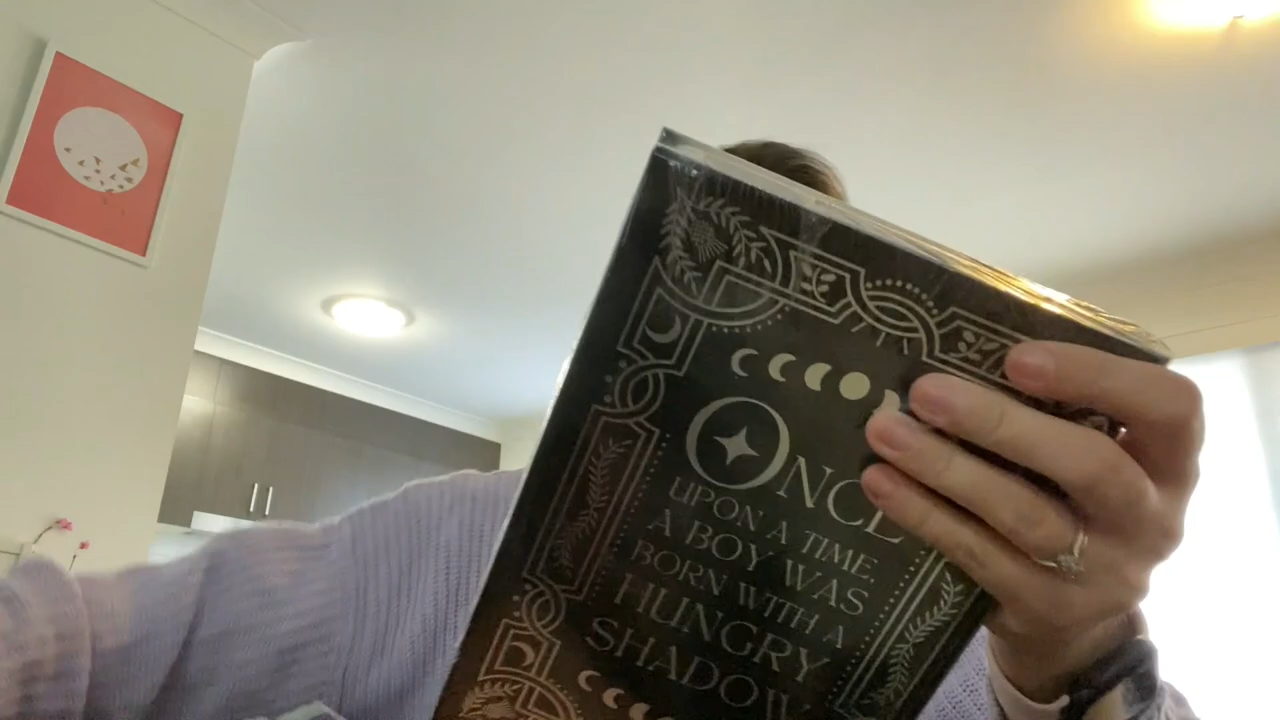 ONCE
UPON A TIME,
A BOY WAS
BORN WITH A
HUNGRY
SHADOW